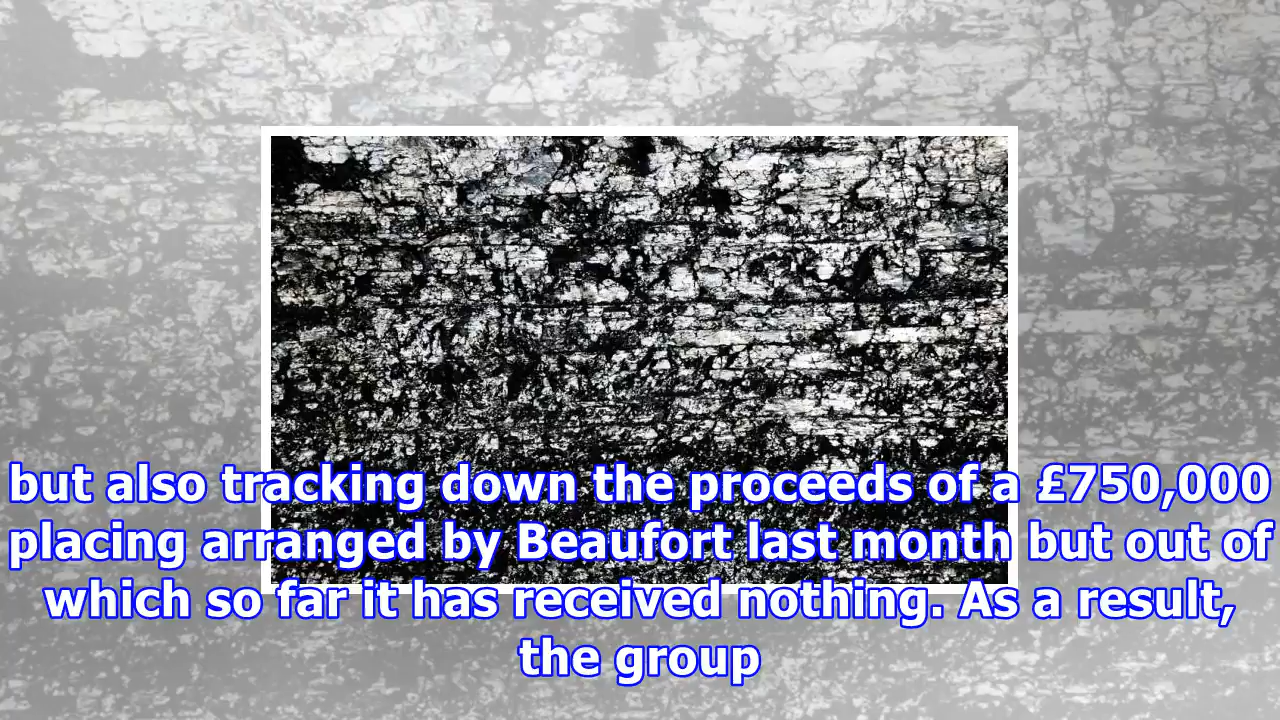 but also tracking down the proceeds of a £750,000
placing arranged by Beaufort last month but out of
which so far it has received nothing. As a result,
the group